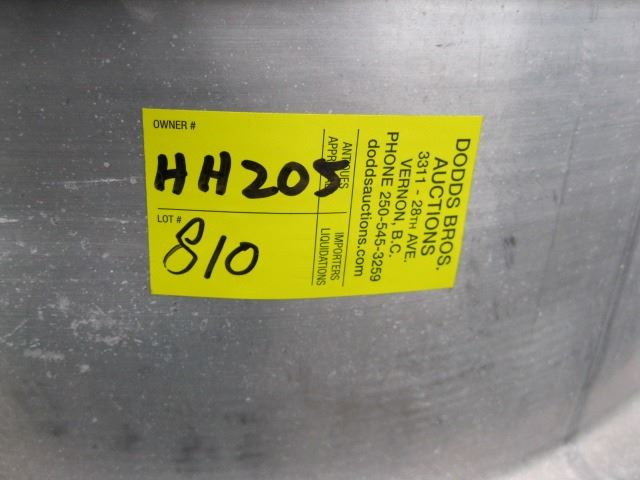 OWNER #
HH205
LOT #
810
ANTIQUES
APPRAISALS
IMPORTERS
LIQUIDATIONS
DODDS BROS.
AUCTIONS
3311 - 28TH AVE.
VERNON, B.C.
PHONE 250-545-3259
doddsauctions.com